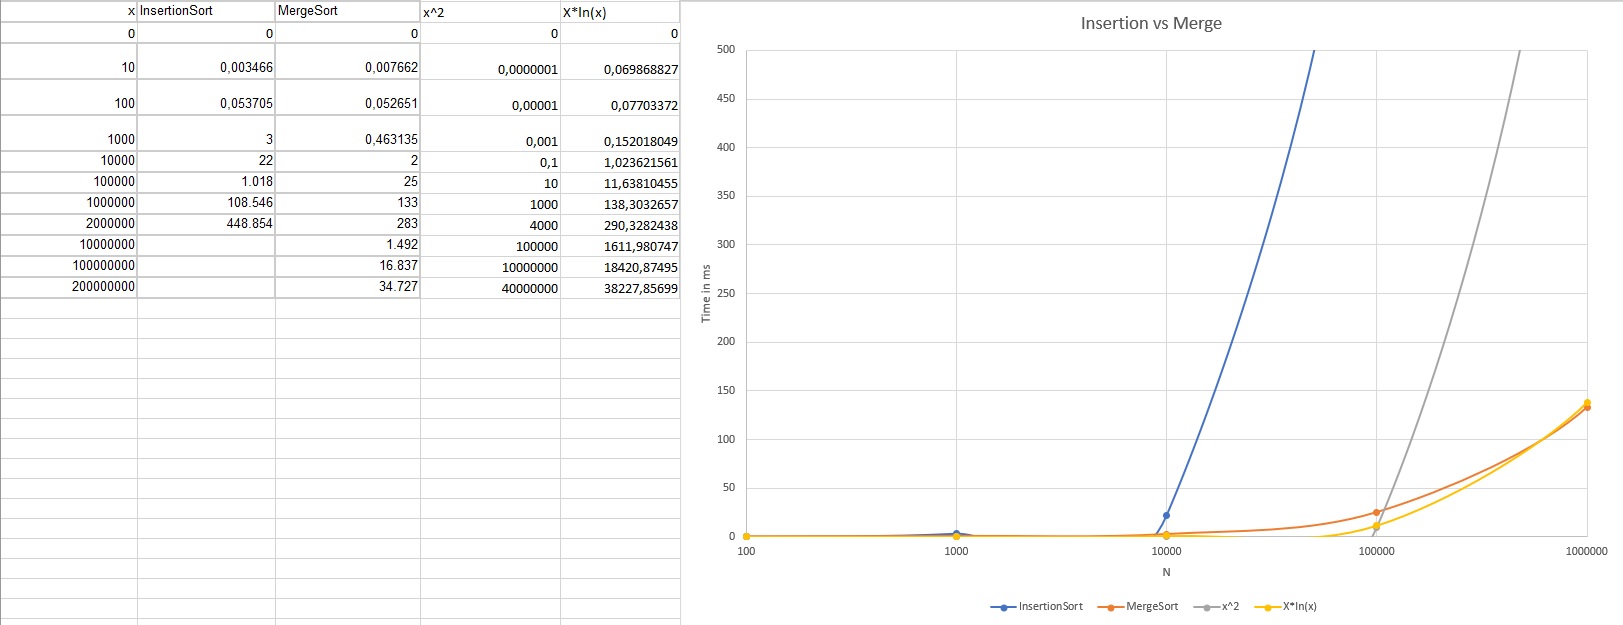 x InsertionSort MergeSort x^2 X*ln(x)
0 0 0 0 0
10 0,003466 0,007662 0,0000001 0,069868827
100 0,053705 0,052651 0,00001 0,07703372
1000 3 0,463135 0,001 0,152018049
10000 22 2 0,1 1,023621561
100000 1.018 25 10 11,63810455
1000000 108.546 133 1000 138,3032657
2000000 448.854 283 4000 290,3282438
10000000 1.492 100000 1611,980747
100000000 16.837 10000000 18420,87495
200000000 34.727 40000000 38227,85699
Insertion vs Merge
500
450
400
350
300
250
200
150
100
50
0
Time in ms
100 1000 10000 100000 1000000
N
InsertionSort MergeSort x^2 X*ln(x)